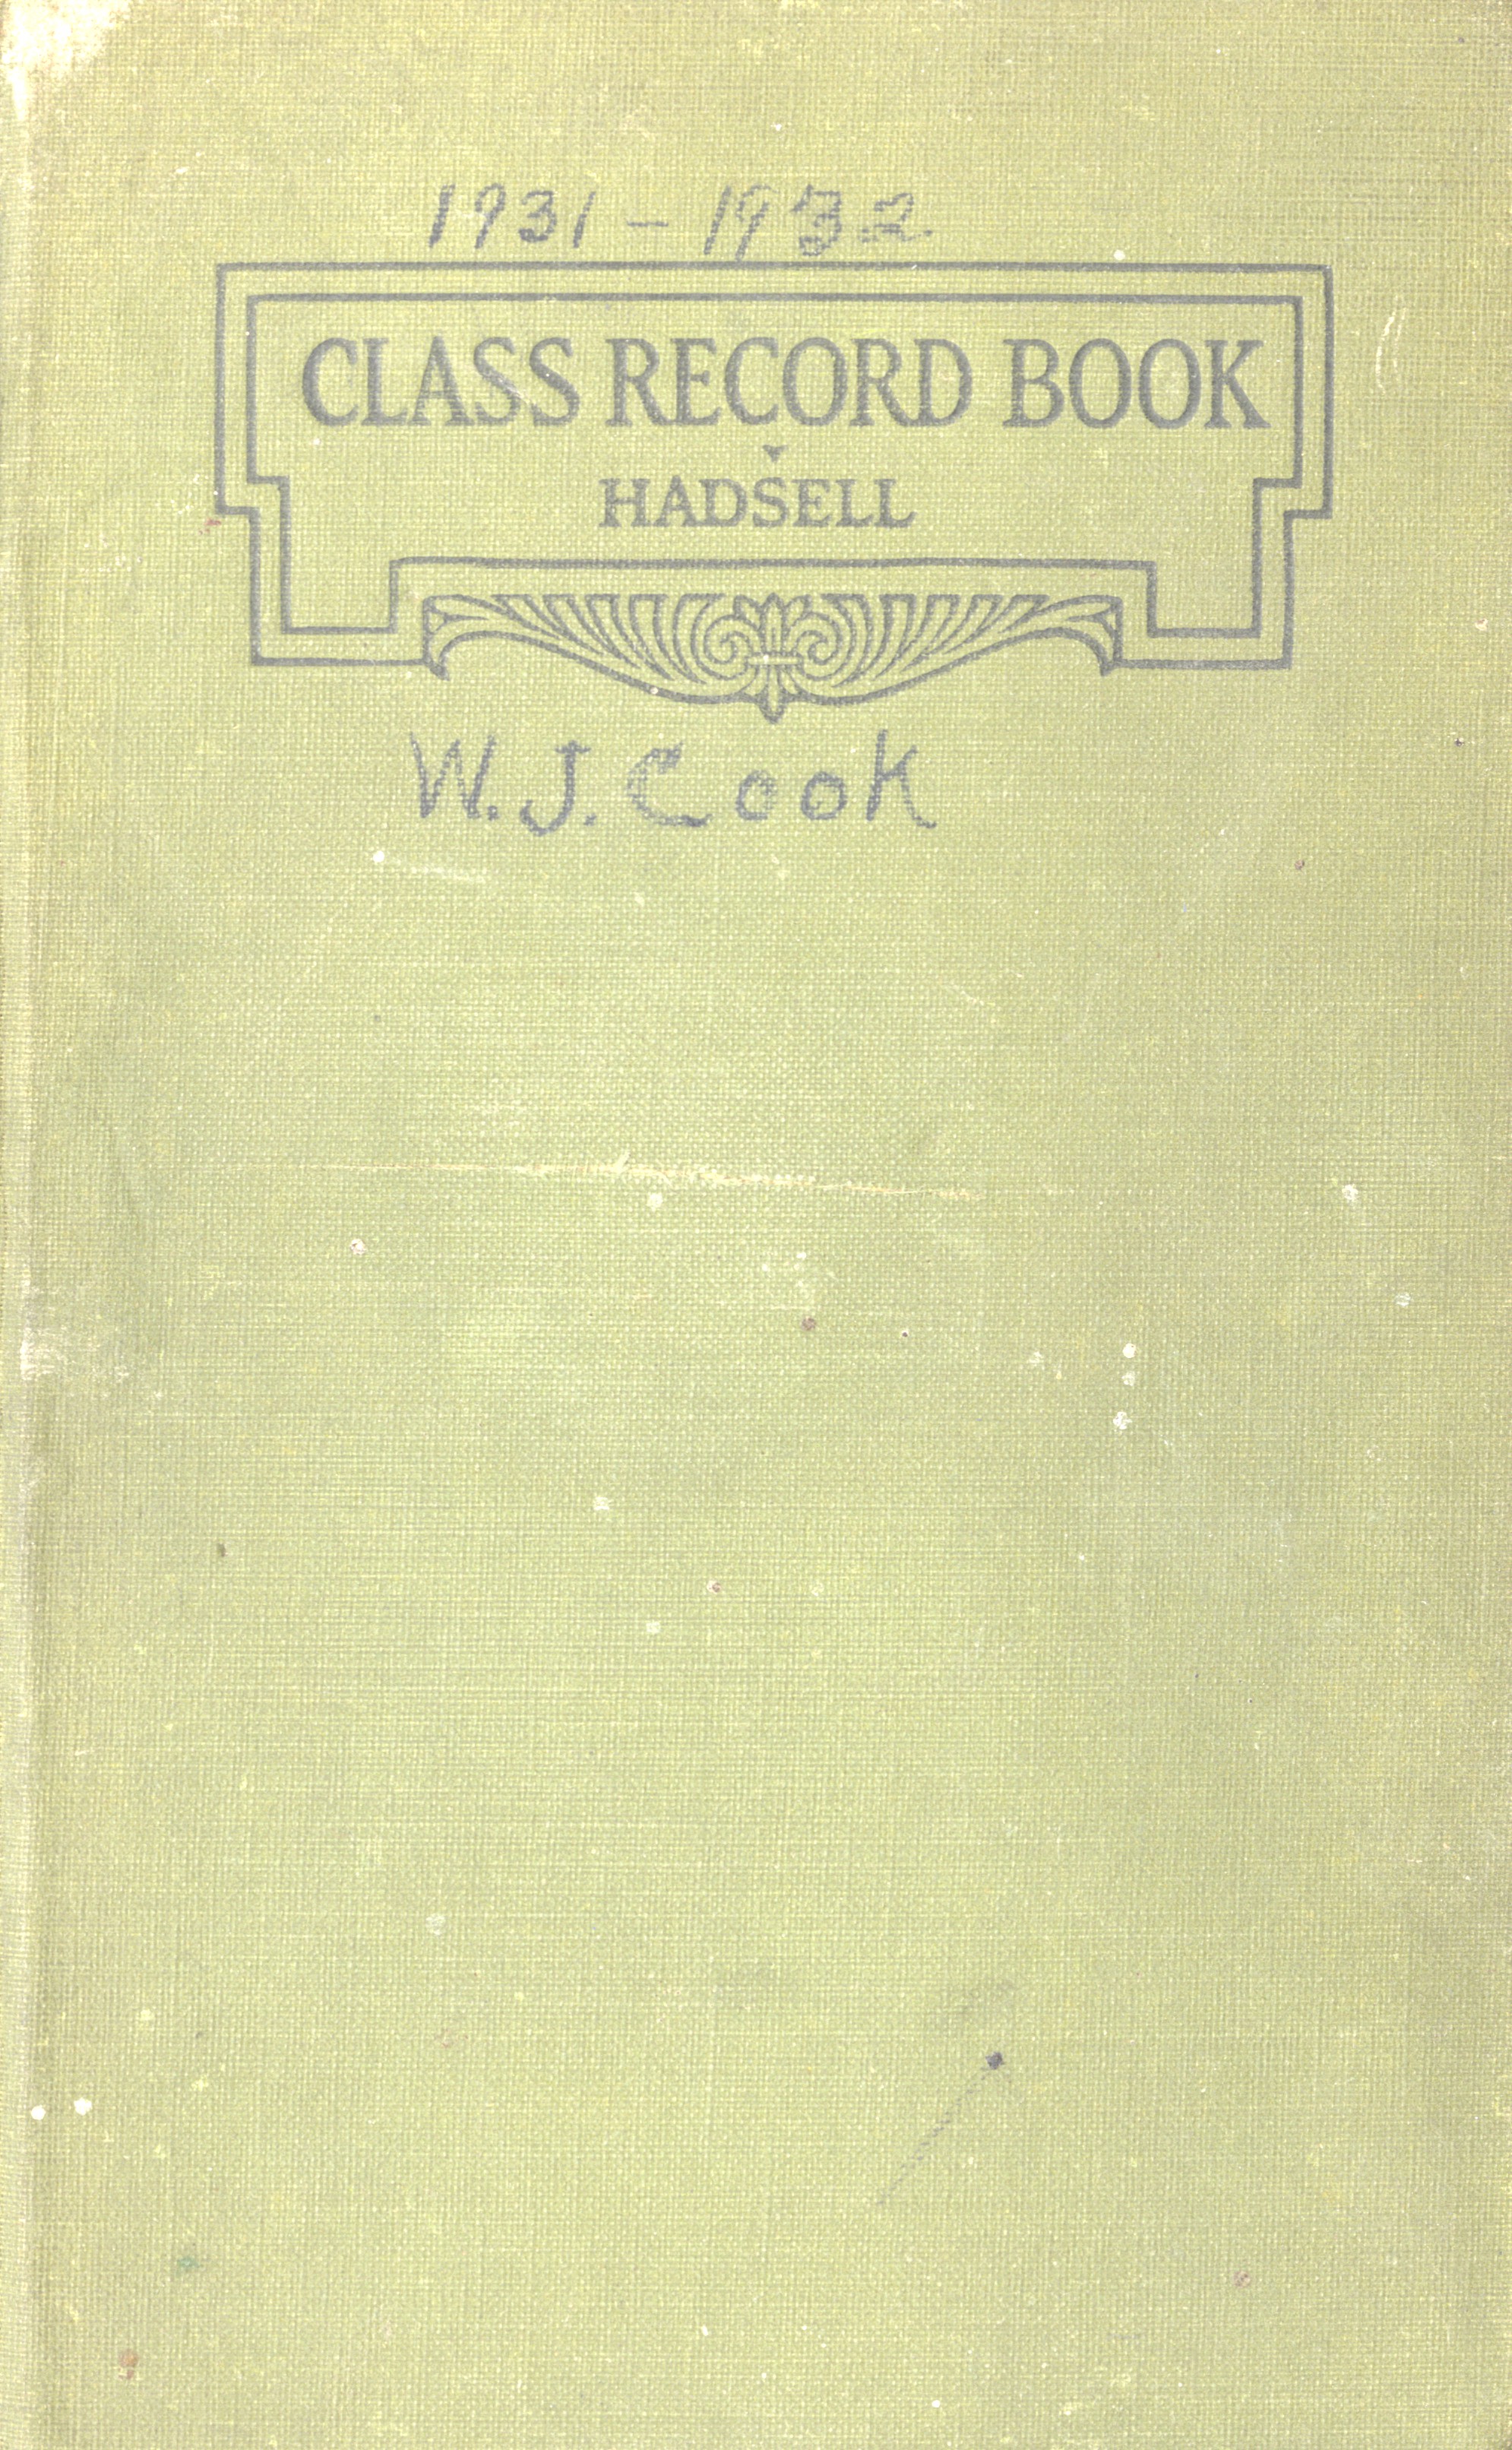 1931 - 1932
CLASS RECORD BOOK
HADSELL
W. J. Cook